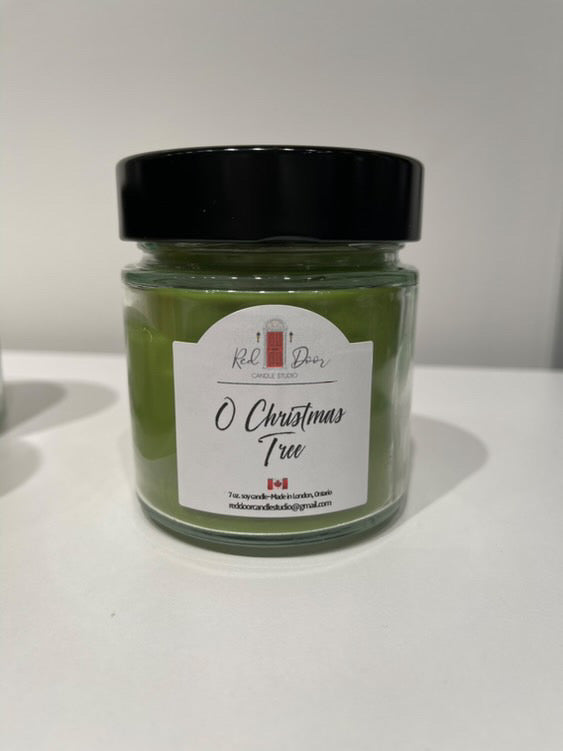 Red Door
CANDLE STUDIO
O Christmas
Tree
7 oz. soy candle~Made in London, Ontario
reddoorcandlestudio@gmail.com